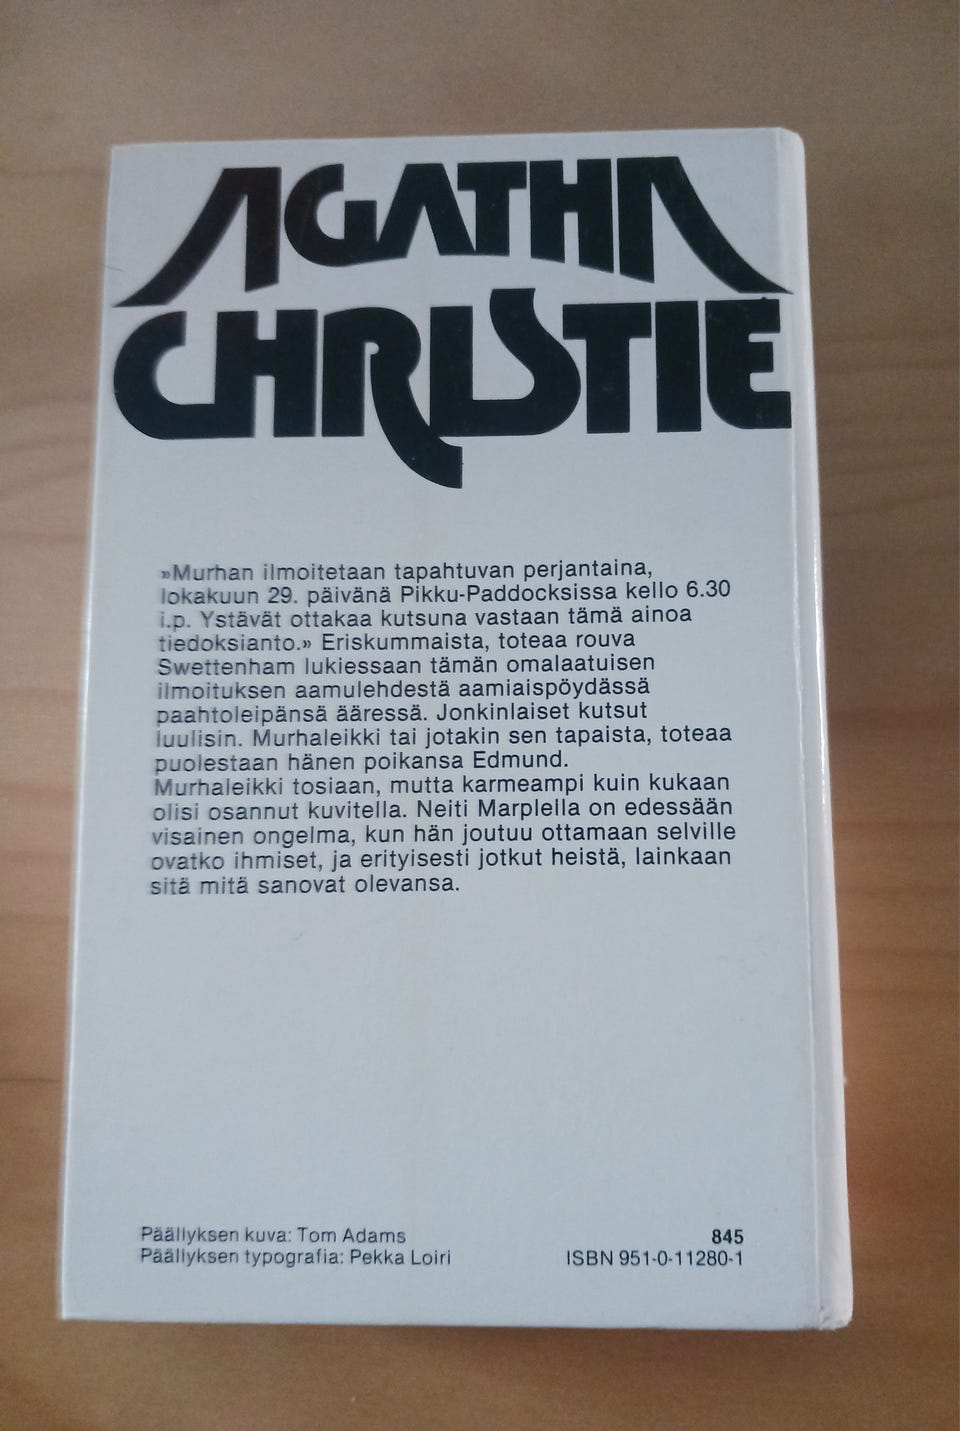 AGATHA
CHRISTIE
»Murhan ilmoitetaan tapahtuvan perjantaina,
lokakuun 29. päivänä Pikku-Paddocksissa kello 6.30
i.p. Ystävät ottakaa kutsuna vastaan tämä ainoa
tiedoksianto.» Eriskummaista, toteaa rouva
Swettenham lukiessaan tämän omalaatuisen
ilmoituksen aamulehdestä aamiaispöydässä
paahtoleipänsä ääressä. Jonkinlaiset kutsut
luulisin. Murhaleikki tai jotakin sen tapaista, toteaa
puolestaan hänen poikansa Edmund.
Murhaleikki tosiaan, mutta karmeampi kuin kukaan
olisi osannut kuvitella. Neiti Marplella on edessään
visainen ongelma, kun hän joutuu ottamaan selville
ovatko ihmiset, ja erityisesti jotkut heistä, lainkaan
sitä mitä sanovat olevansa.
Päällyksen kuva: Tom Adams
Päällyksen typografia: Pekka Loiri
845
ISBN 951-0-11280-1